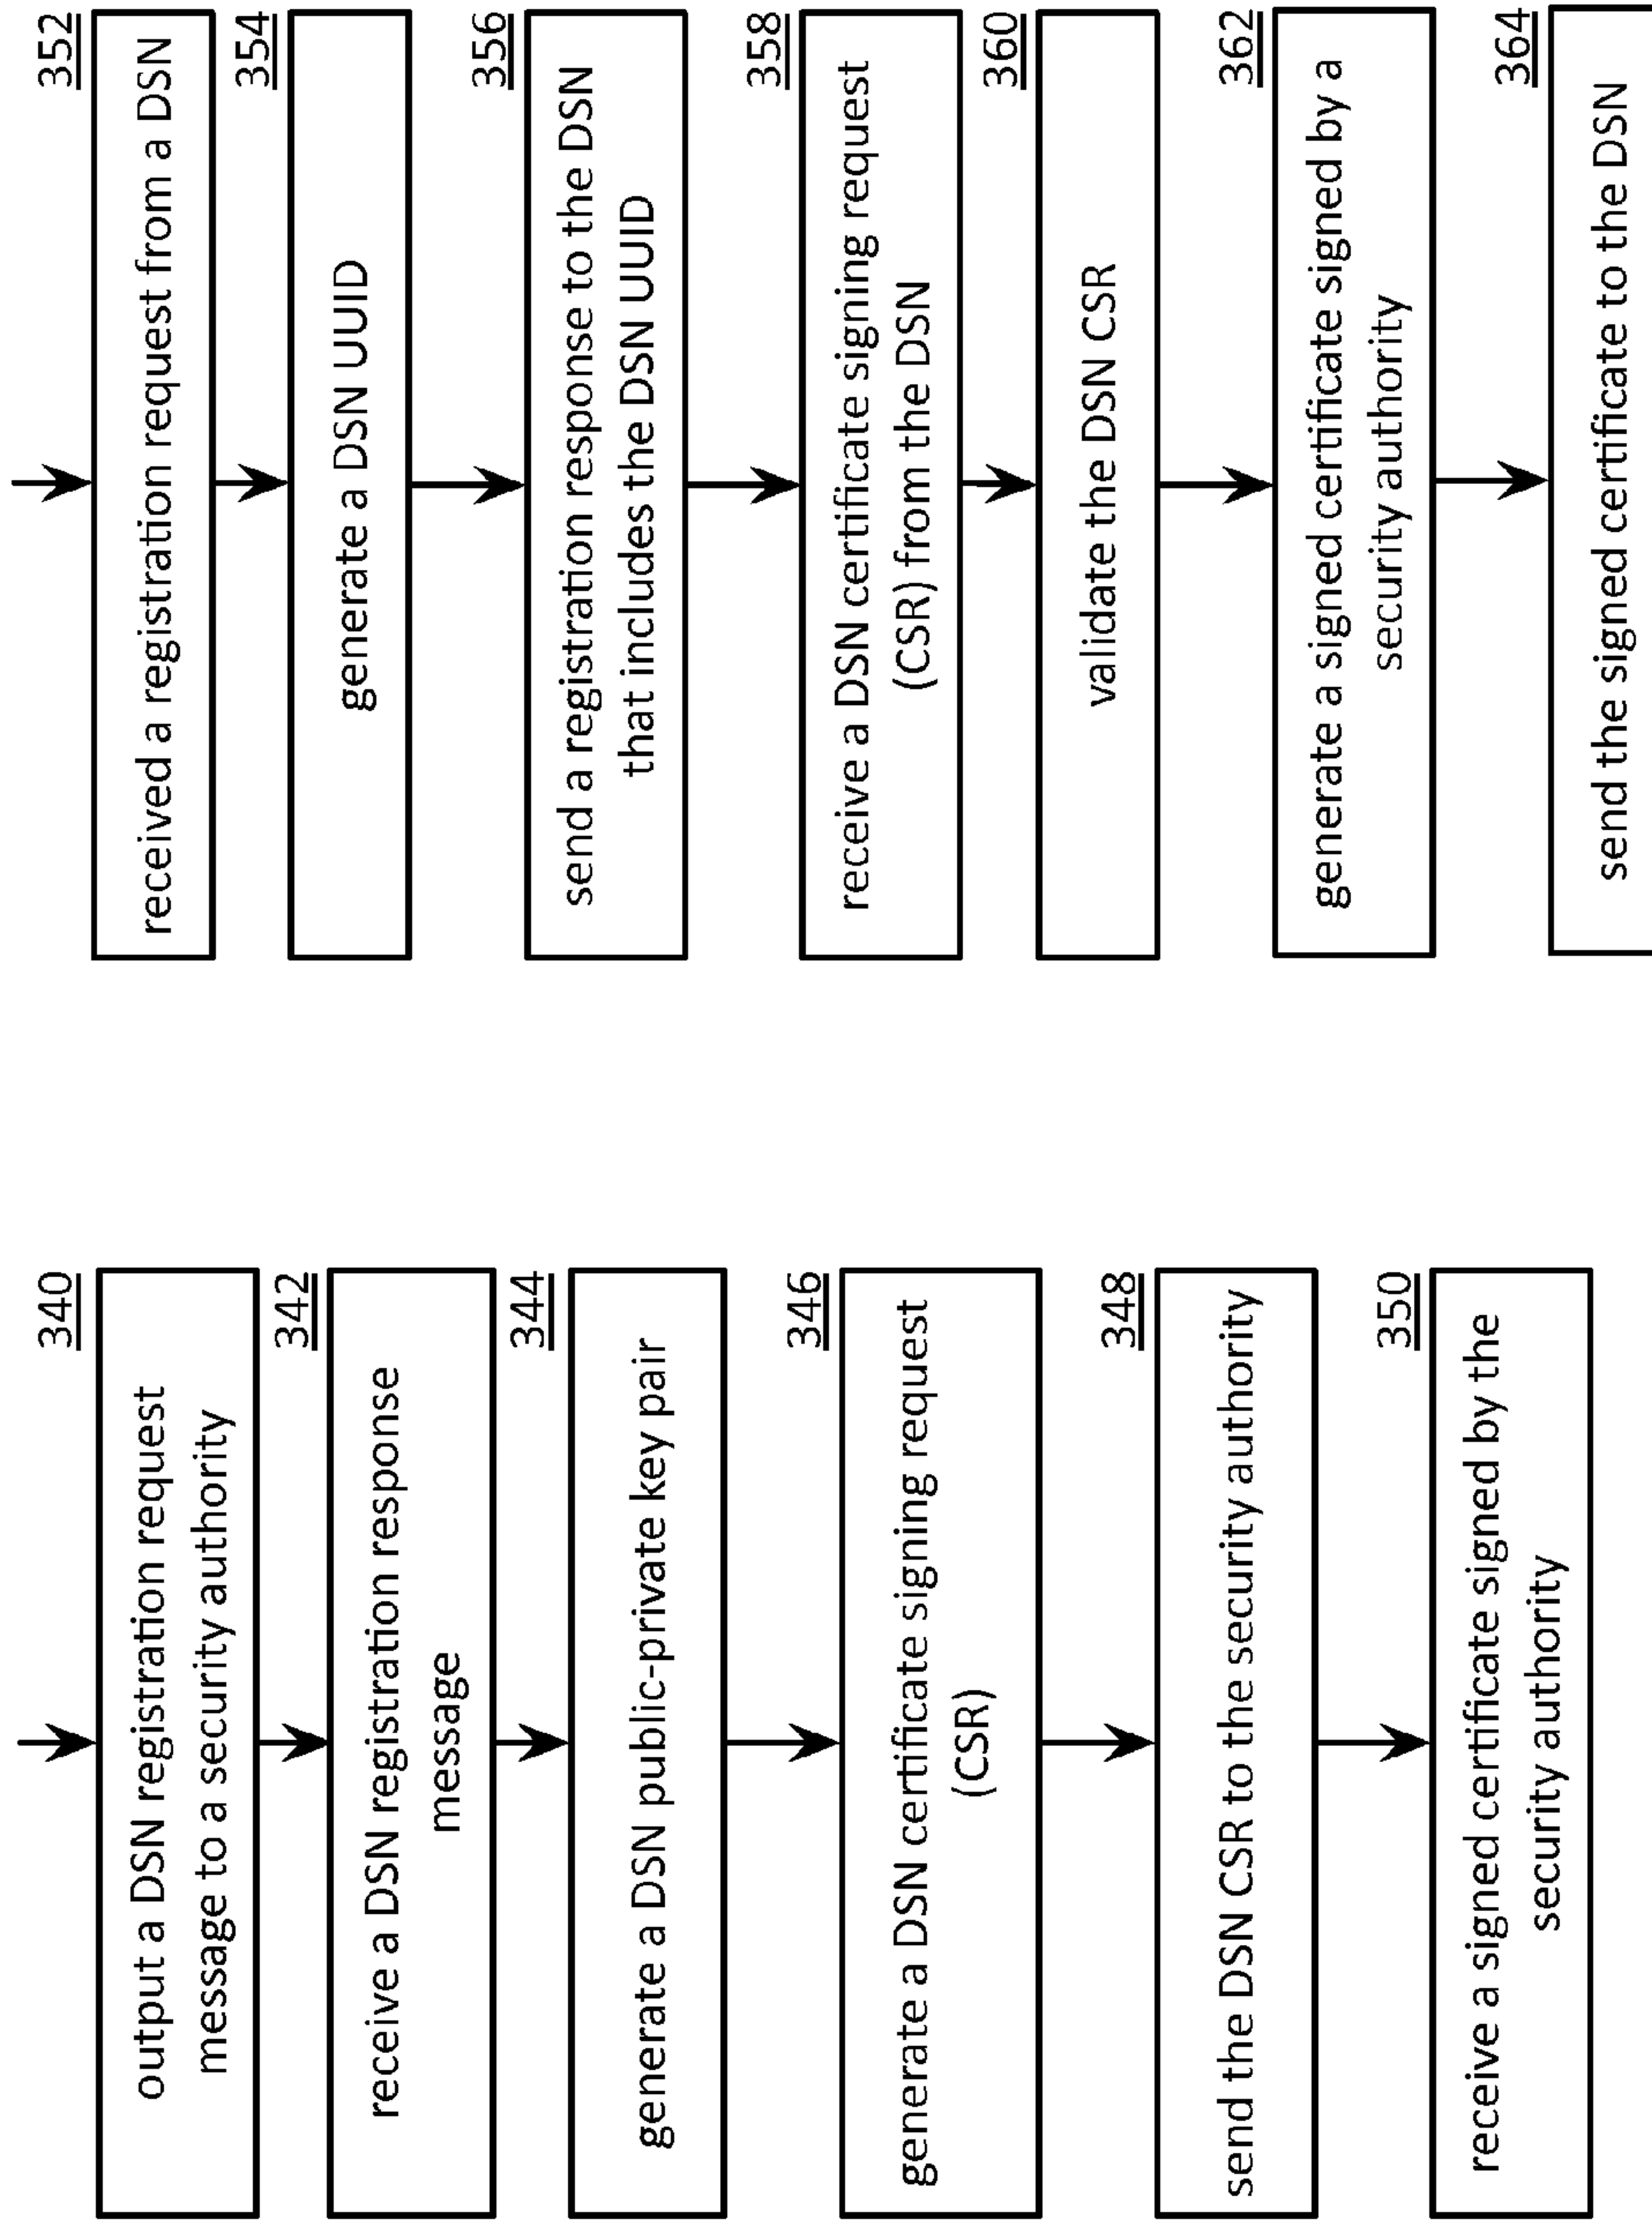 340
output a DSN registration request
message to a security authority
342
receive a DSN registration response
message
344
generate a DSN public-private key pair
346
generate a DSN certificate signing request
(CSR)
348
send the DSN CSR to the security authority
350
receive a signed certificate signed by the
security authority
352
received a registration request from a DSN
354
generate a DSN UUID
356
send a registration response to the DSN
that includes the DSN UUID
358
receive a DSN certificate signing request
(CSR) from the DSN
360
validate the DSN CSR
362
generate a signed certificate signed by a
security authority
364
send the signed certificate to the DSN